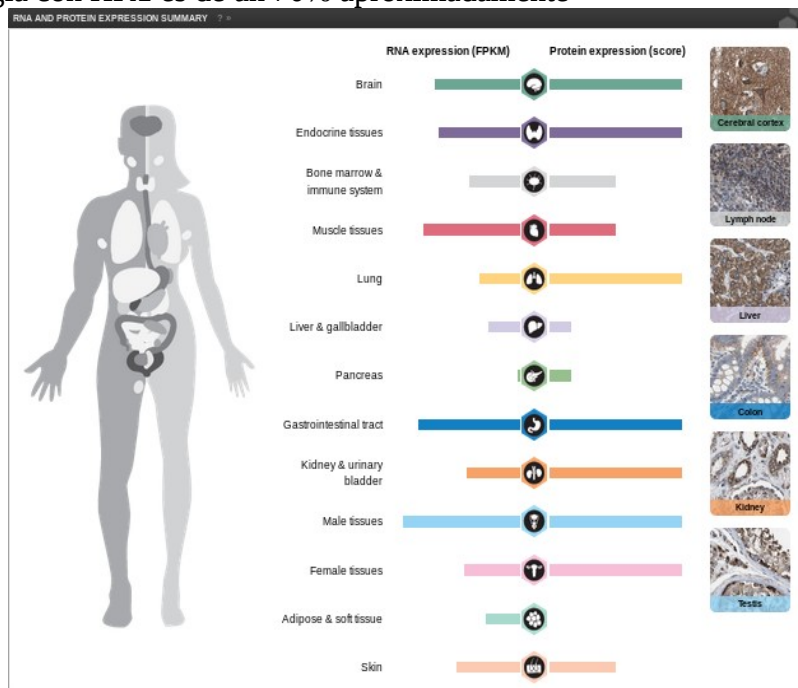 RNA AND PROTEIN EXPRESSION SUMMARY ? »
RNA expression (FPKM) Protein expression (score)
Brain
Endocrine tissues
Bone marrow &
immune system
Muscle tissues
Lung
Liver & gallbladder
Pancreas
Gastrointestinal tract
Kidney & urinary
bladder
Male tissues
Female tissues
Adipose & soft tissue
Skin
Cerebral cortex
Lymph node
Liver
Colon
Kidney
Testis